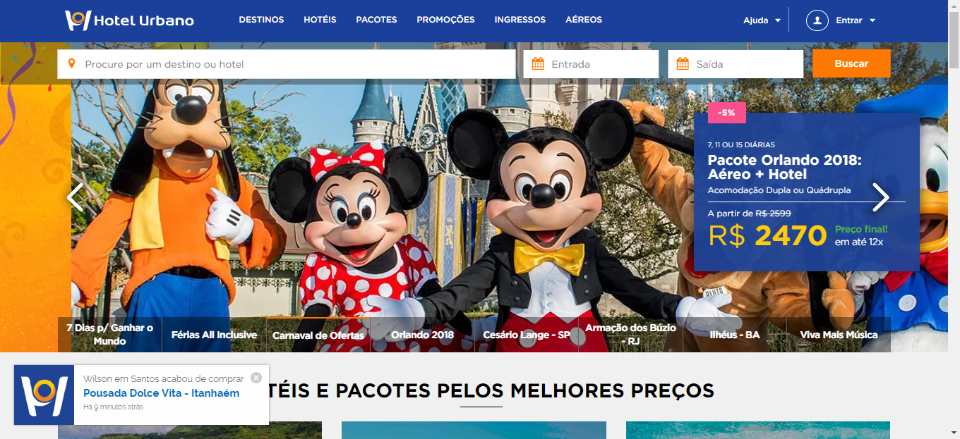 Hotel Urbano
DESTINOS HOTÉIS PACOTES PROMOÇÕES INGRESSOS AÉREOS
Ajuda Entrar
Procure por um destino ou hotel
Entrada
Saída
Buscar
-5%
7, 11 OU 15 DIÁRIAS
Pacote Orlando 2018:
Aéreo + Hotel
Acomodação Dupla ou Quádrupla
A partir de R$ 2599
R$ 2470
Preço final!
em até 12x
7 Dias p/ Ganhar o
Mundo
Férias All Inclusive
Carnaval de Ofertas
Orlando 2018
Cesário Lange - SP
Armação dos Búzio
- RJ
Ilhéus - BA
Viva Mais Música
TÉIS E PACOTES PELOS MELHORES PREÇOS
Wilson em Santos acabou de comprar
Pousada Dolce Vita - Itanhaém
Há 9 minutos atrás